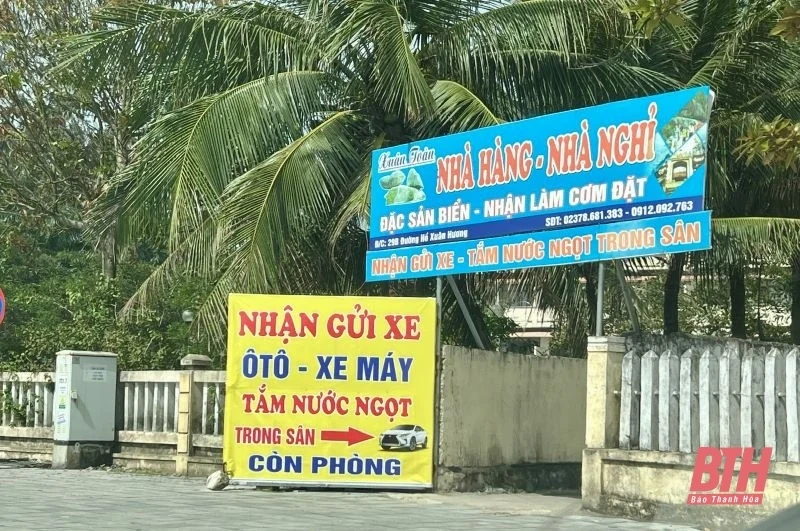 Xuân Toàn
NHÀ HÀNG - NHÀ NGHỈ
ĐẶC SẢN BIỂN - NHẬN LÀM CƠM ĐẶT
Đ/C: 29B Đường Hồ Xuân Hương
SĐT: 02378.681.383 - 0912.092.763
NHẬN GỬI XE - TẮM NƯỚC NGỌT TRONG SÂN
NHẬN GỬI XE
ÔTÔ - XE MÁY
TẮM NƯỚC NGỌT
TRONG SÂN
CÒN PHÒNG
BTH
Báo Thanh Hóa